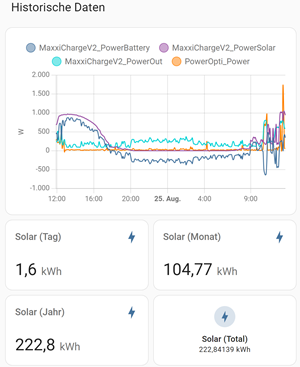 Historische Daten
MaxxiChargeV2_PowerBattery MaxxiChargeV2_PowerSolar
MaxxiChargeV2_PowerOut PowerOpti_Power
2.000
1.500
1.000
W
500
0
-500
-1.000
12:00 16:00 20:00 25. Aug. 4:00 9:00
Solar (Tag) Solar (Monat)
1,6 kWh 104,77 kWh
Solar (Jahr)
222,8 kWh
Solar (Total)
222,84139 kWh